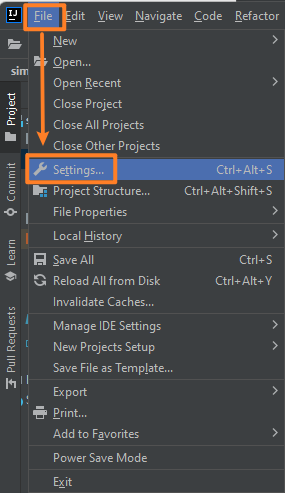 IJ File Edit View Navigate Code Refactor
sim
Project
Commit
Learn
Pull Requests
New
Open...
Open Recent
Close Project
Close All Projects
Close Other Projects
Settings... Ctrl+Alt+S
Project Structure... Ctrl+Alt+Shift+S
File Properties
Local History
Save All Ctrl+S
Reload All from Disk Ctrl+Alt+Y
Invalidate Caches...
Manage IDE Settings
New Projects Setup
Save File as Template...
Export
Print...
Add to Favorites
Power Save Mode
Exit